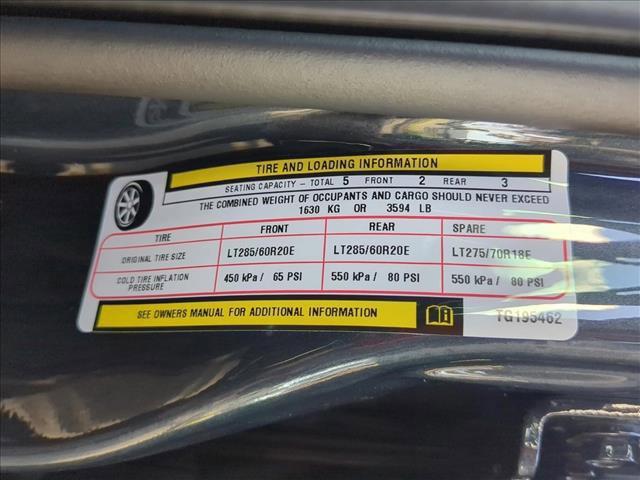 TIRE AND LOADING INFORMATION
SEATING CAPACITY - TOTAL 5 FRONT 2 REAR 3
THE COMBINED WEIGHT OF OCCUPANTS AND CARGO SHOULD NEVER EXCEED
1630 KG OR 3594 LB
TIRE FRONT REAR SPARE
ORIGINAL TIRE SIZE LT285/60R20E LT285/60R20E LT275/70R18E
COLD TIRE INFLATION PRESSURE 450 kPa / 65 PSI 550 kPa / 80 PSI 550 kPa / 80 PSI
SEE OWNERS MANUAL FOR ADDITIONAL INFORMATION
TG195462